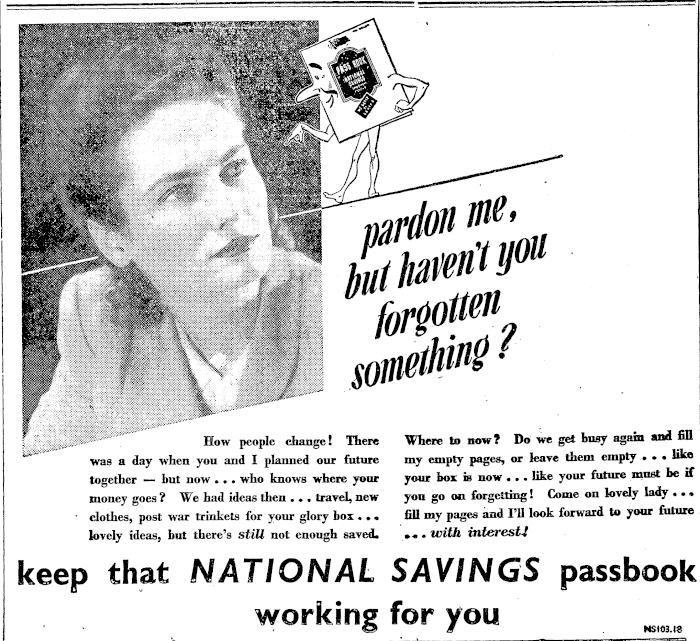 PASS BOOK
NATIONAL
SAVINGS
pardon me,
but haven't you
forgotten
something?
How people change! There
was a day when you and I planned our future
together — but now . . . who knows where your
money goes? We had ideas then . . . travel, new
clothes, post war trinkets for your glory box . . .
lovely ideas, but there's still not enough saved.
Where to now? Do we get busy again and fill
my empty pages, or leave them empty . . . like
your box is now . . . like your future must be if
you go on forgetting! Come on lovely lady . . .
fill my pages and I'll look forward to your future
. . . with interest!
keep that NATIONAL SAVINGS passbook
working for you
NS103.18